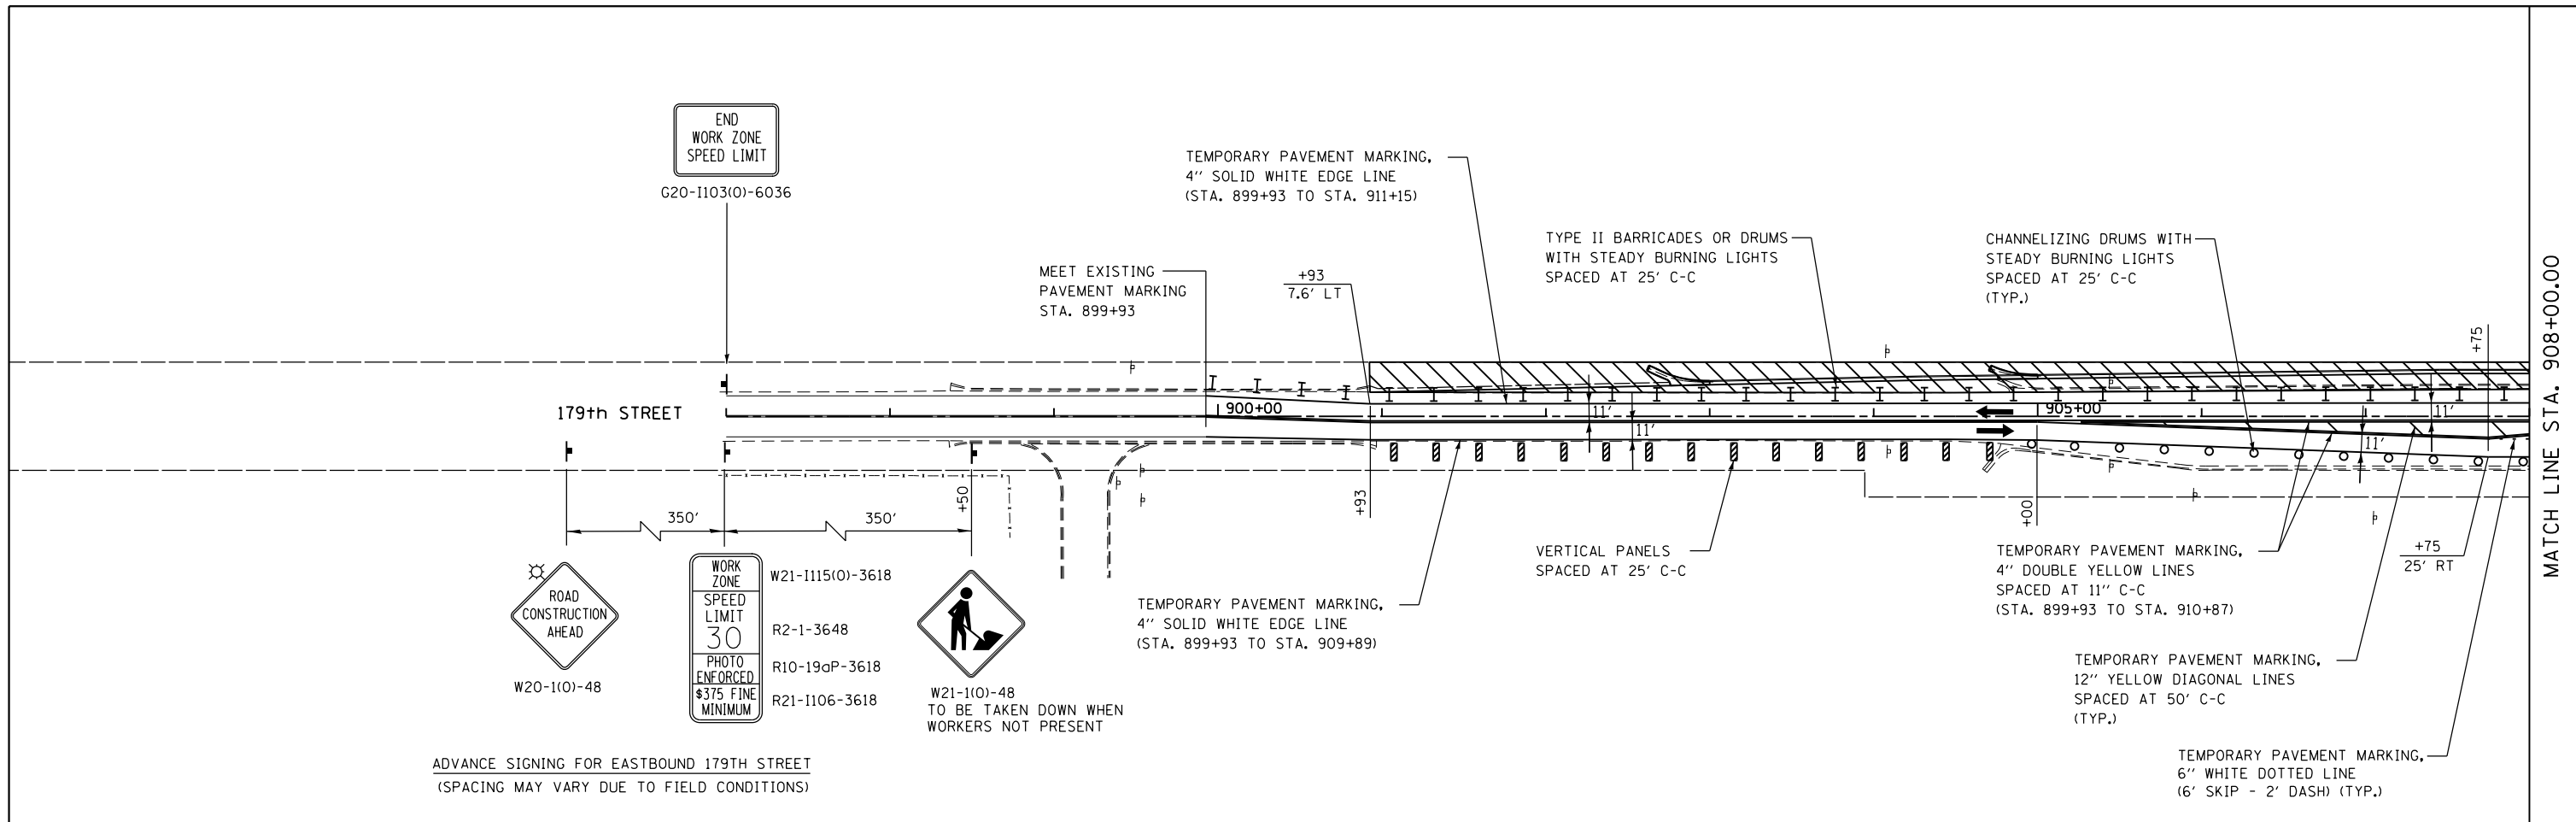 END
WORK ZONE
SPEED LIMIT
G20-I103(O)-6036
TEMPORARY PAVEMENT MARKING,
4" SOLID WHITE EDGE LINE
(STA. 899+93 TO STA. 911+15)
TYPE II BARRICADES OR DRUMS
WITH STEADY BURNING LIGHTS
SPACED AT 25' C-C
CHANNELIZING DRUMS WITH
STEADY BURNING LIGHTS
SPACED AT 25' C-C
(TYP.)
MEET EXISTING
PAVEMENT MARKING
STA. 899+93
+93
7.6' LT
+75
MATCH LINE STA. 908+00.00
179th STREET
900+00
905+00
11'
11'
11'
11'
+50
+93
+00
350'
350'
+75
25' RT
ROAD
CONSTRUCTION
AHEAD
W20-1(O)-48
WORK
ZONE
SPEED
LIMIT
30
PHOTO
ENFORCED
$375 FINE
MINIMUM
W21-I115(O)-3618
R2-1-3648
R10-19aP-3618
R21-I106-3618
W21-1(O)-48
TO BE TAKEN DOWN WHEN
WORKERS NOT PRESENT
TEMPORARY PAVEMENT MARKING,
4" SOLID WHITE EDGE LINE
(STA. 899+93 TO STA. 909+89)
VERTICAL PANELS
SPACED AT 25' C-C
TEMPORARY PAVEMENT MARKING,
4" DOUBLE YELLOW LINES
SPACED AT 11" C-C
(STA. 899+93 TO STA. 910+87)
TEMPORARY PAVEMENT MARKING,
12" YELLOW DIAGONAL LINES
SPACED AT 50' C-C
(TYP.)
TEMPORARY PAVEMENT MARKING,
6" WHITE DOTTED LINE
(6' SKIP - 2' DASH) (TYP.)
ADVANCE SIGNING FOR EASTBOUND 179TH STREET
(SPACING MAY VARY DUE TO FIELD CONDITIONS)